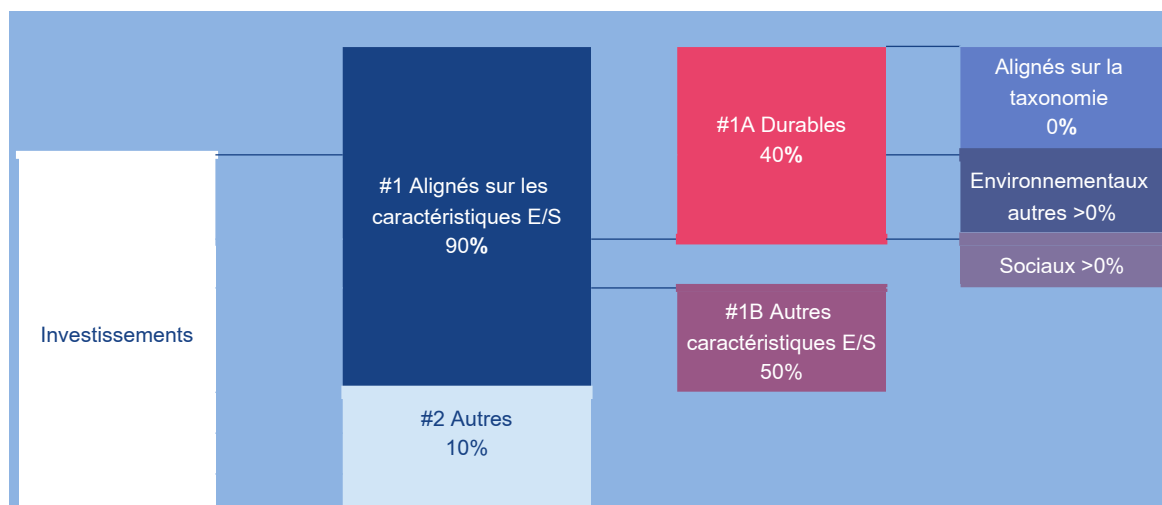 Investissements
#1 Alignés sur les
caractéristiques E/S
90%
#2 Autres
10%
#1A Durables
40%
#1B Autres
caractéristiques E/S
50%
Alignés sur la
taxonomie
0%
Environnementaux
autres >0%
Sociaux >0%